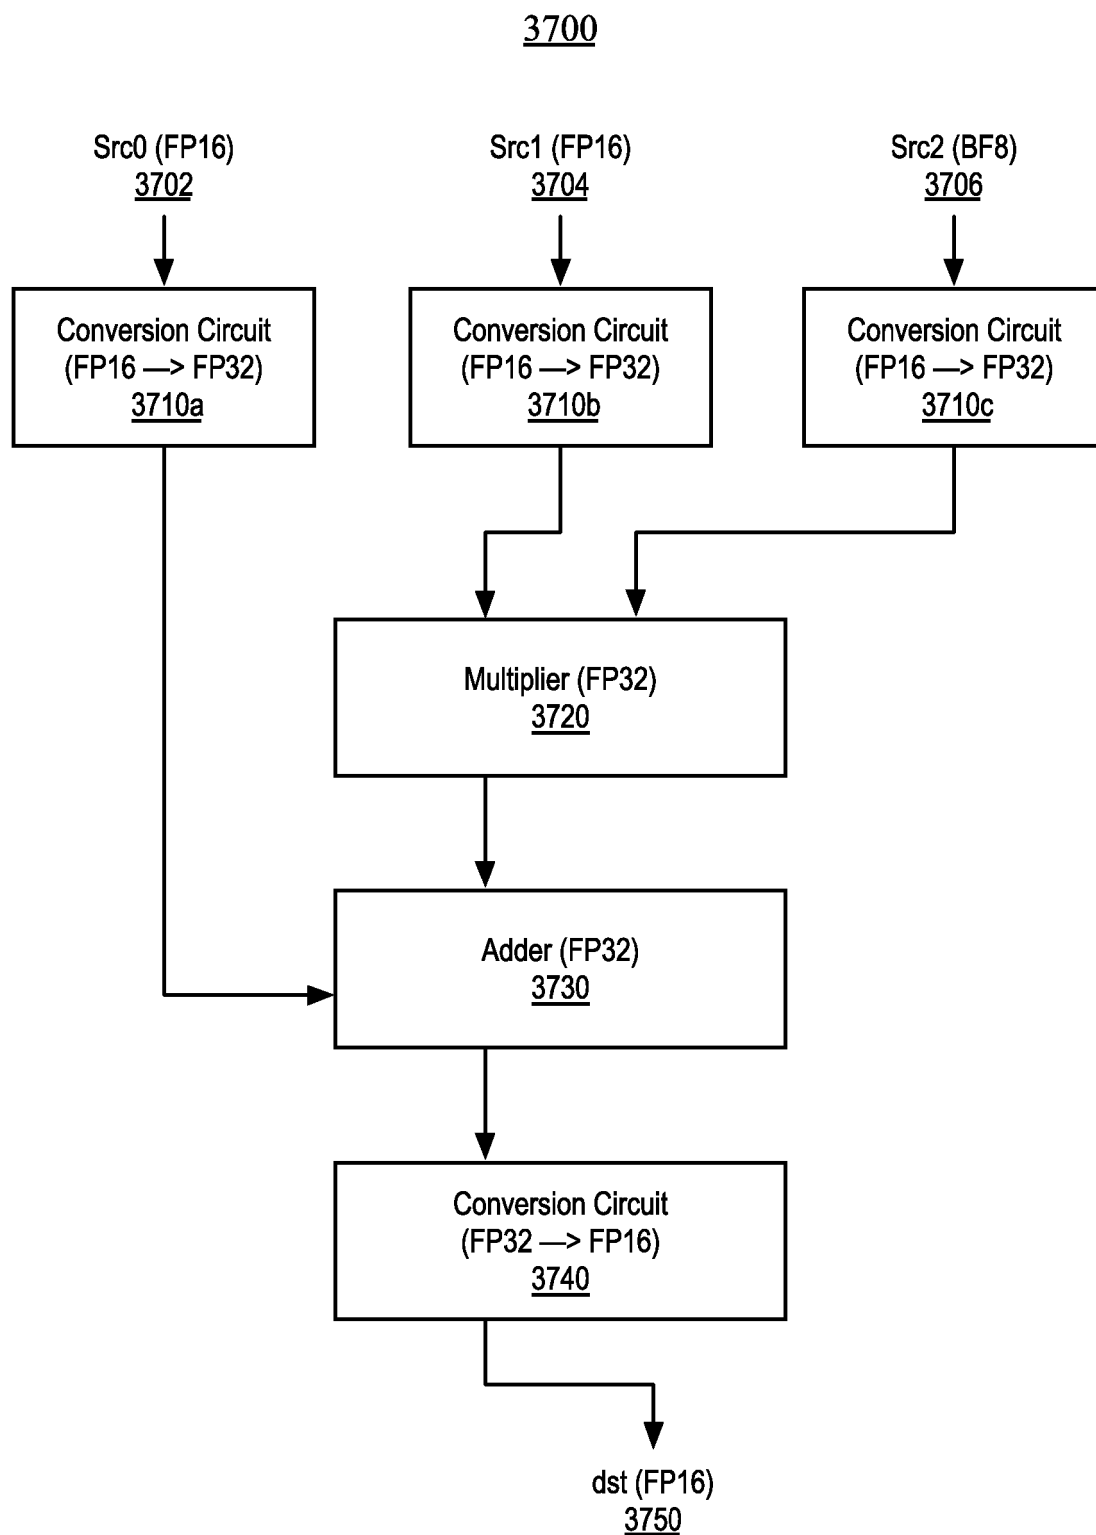 3700
Src0 (FP16)
3702
Src1 (FP16)
3704
Src2 (BF8)
3706
Conversion Circuit
(FP16 —> FP32)
3710a
Conversion Circuit
(FP16 —> FP32)
3710b
Conversion Circuit
(FP16 —> FP32)
3710c
Multiplier (FP32)
3720
Adder (FP32)
3730
Conversion Circuit
(FP32 —> FP16)
3740
dst (FP16)
3750